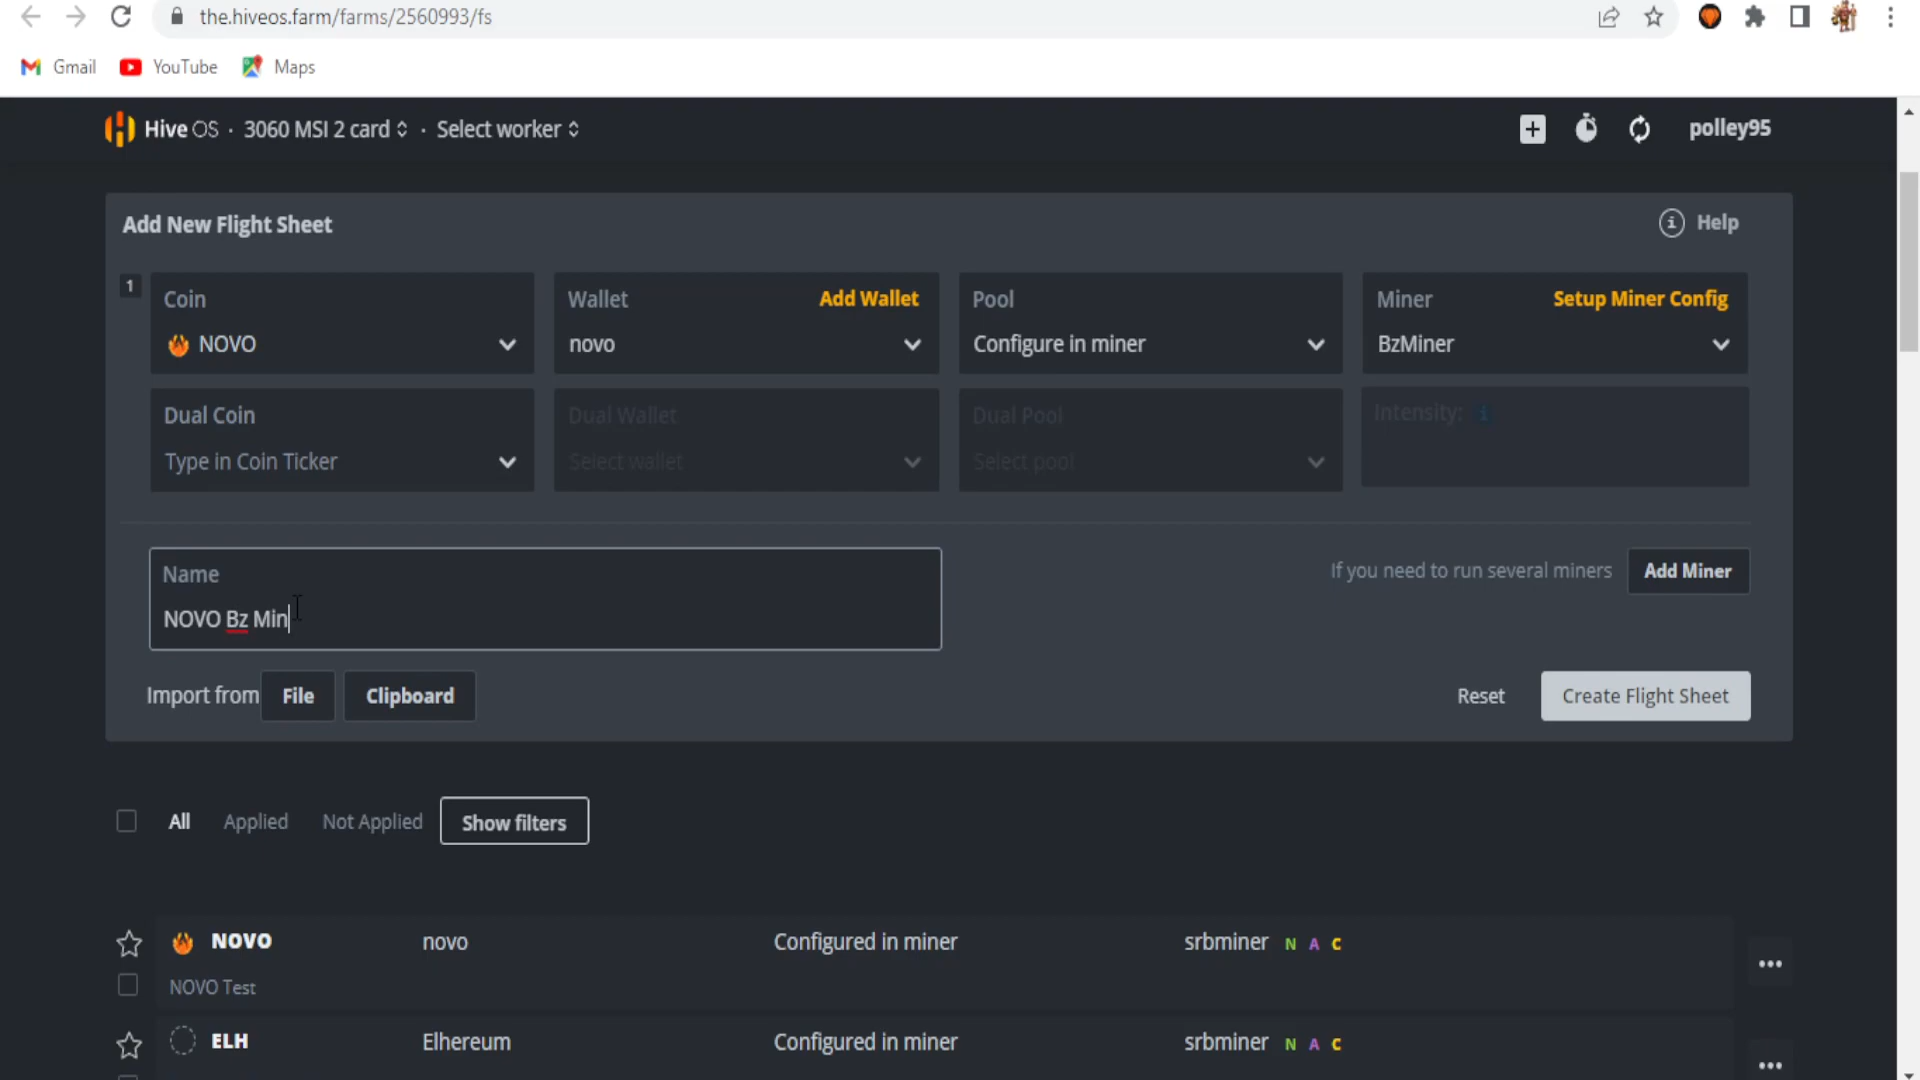 the.hiveos.farm/farms/2560993/fs
Gmail YouTube Maps
Hive OS · 3060 MSI 2 card · Select worker polley95
Add New Flight Sheet Help
1 Coin Wallet Add Wallet Pool Miner Setup Miner Config
NOVO novo Configure in miner BzMiner
Dual Coin Dual Wallet Dual Pool Intensity: i
Type in Coin Ticker Select wallet Select pool
Name
NOVO Bz Min
If you need to run several miners Add Miner
Import from File Clipboard Reset Create Flight Sheet
All Applied Not Applied Show filters
NOVO novo Configured in miner srbminer N A C
NOVO Test
ELH Elhereum Configured in miner srbminer N A C